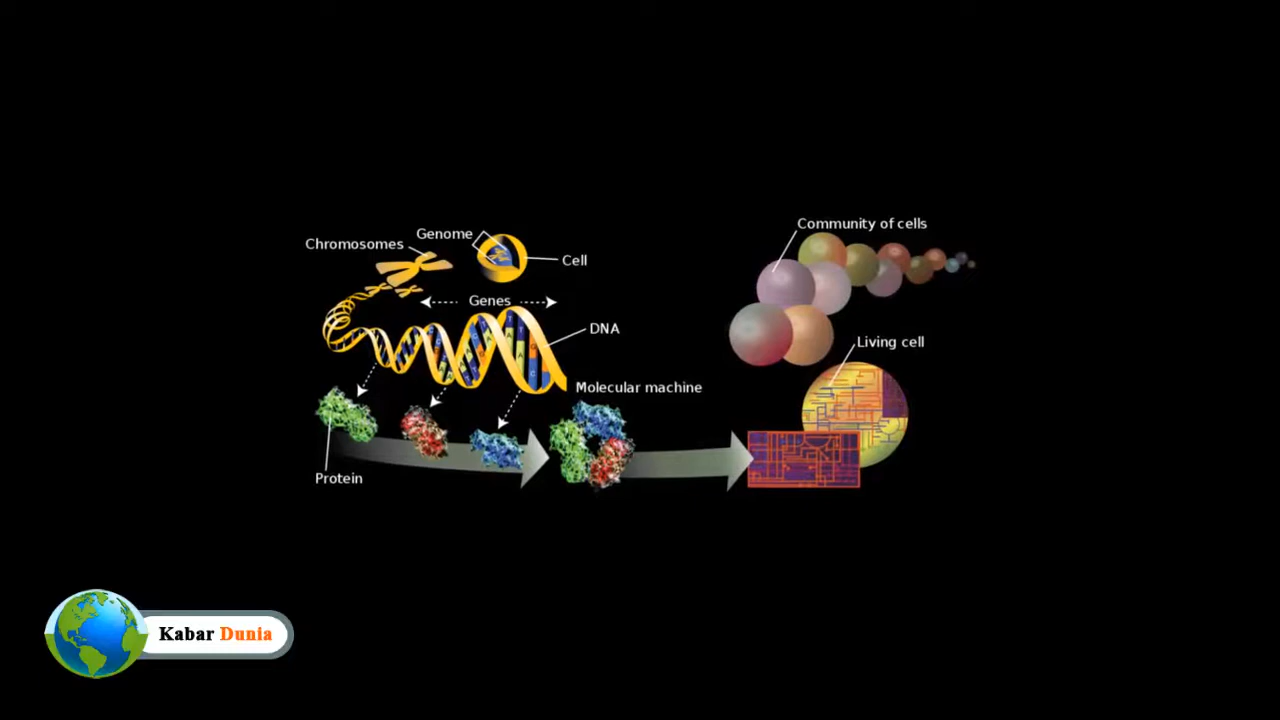 Community of cells
Genome
Chromosomes
Cell
Genes
DNA
Living cell
Molecular machine
Protein
Kabar Dunia